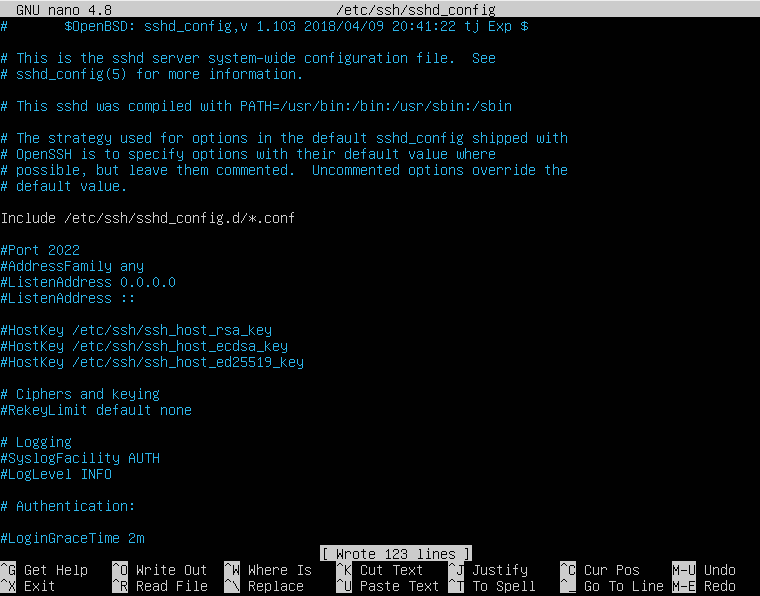 GNU nano 4.8 /etc/ssh/sshd_config
# $OpenBSD: sshd_config,v 1.103 2018/04/09 20:41:22 tj Exp $
# This is the sshd server system-wide configuration file. See
# sshd_config(5) for more information.
# This sshd was compiled with PATH=/usr/bin:/bin:/usr/sbin:/sbin
# The strategy used for options in the default sshd_config shipped with
# OpenSSH is to specify options with their default value where
# possible, but leave them commented. Uncommented options override the
# default value.
Include /etc/ssh/sshd_config.d/*.conf
#Port 2022
#AddressFamily any
#ListenAddress 0.0.0.0
#ListenAddress ::
#HostKey /etc/ssh/ssh_host_rsa_key
#HostKey /etc/ssh/ssh_host_ecdsa_key
#HostKey /etc/ssh/ssh_host_ed25519_key
# Ciphers and keying
#RekeyLimit default none
# Logging
#SyslogFacility AUTH
#LogLevel INFO
# Authentication:
#LoginGraceTime 2m
[ Wrote 123 lines ]
^G Get Help ^O Write Out ^W Where Is ^K Cut Text ^J Justify ^C Cur Pos M-U Undo
^X Exit ^R Read File ^\ Replace ^U Paste Text ^T To Spell ^_ Go To Line M-E Redo